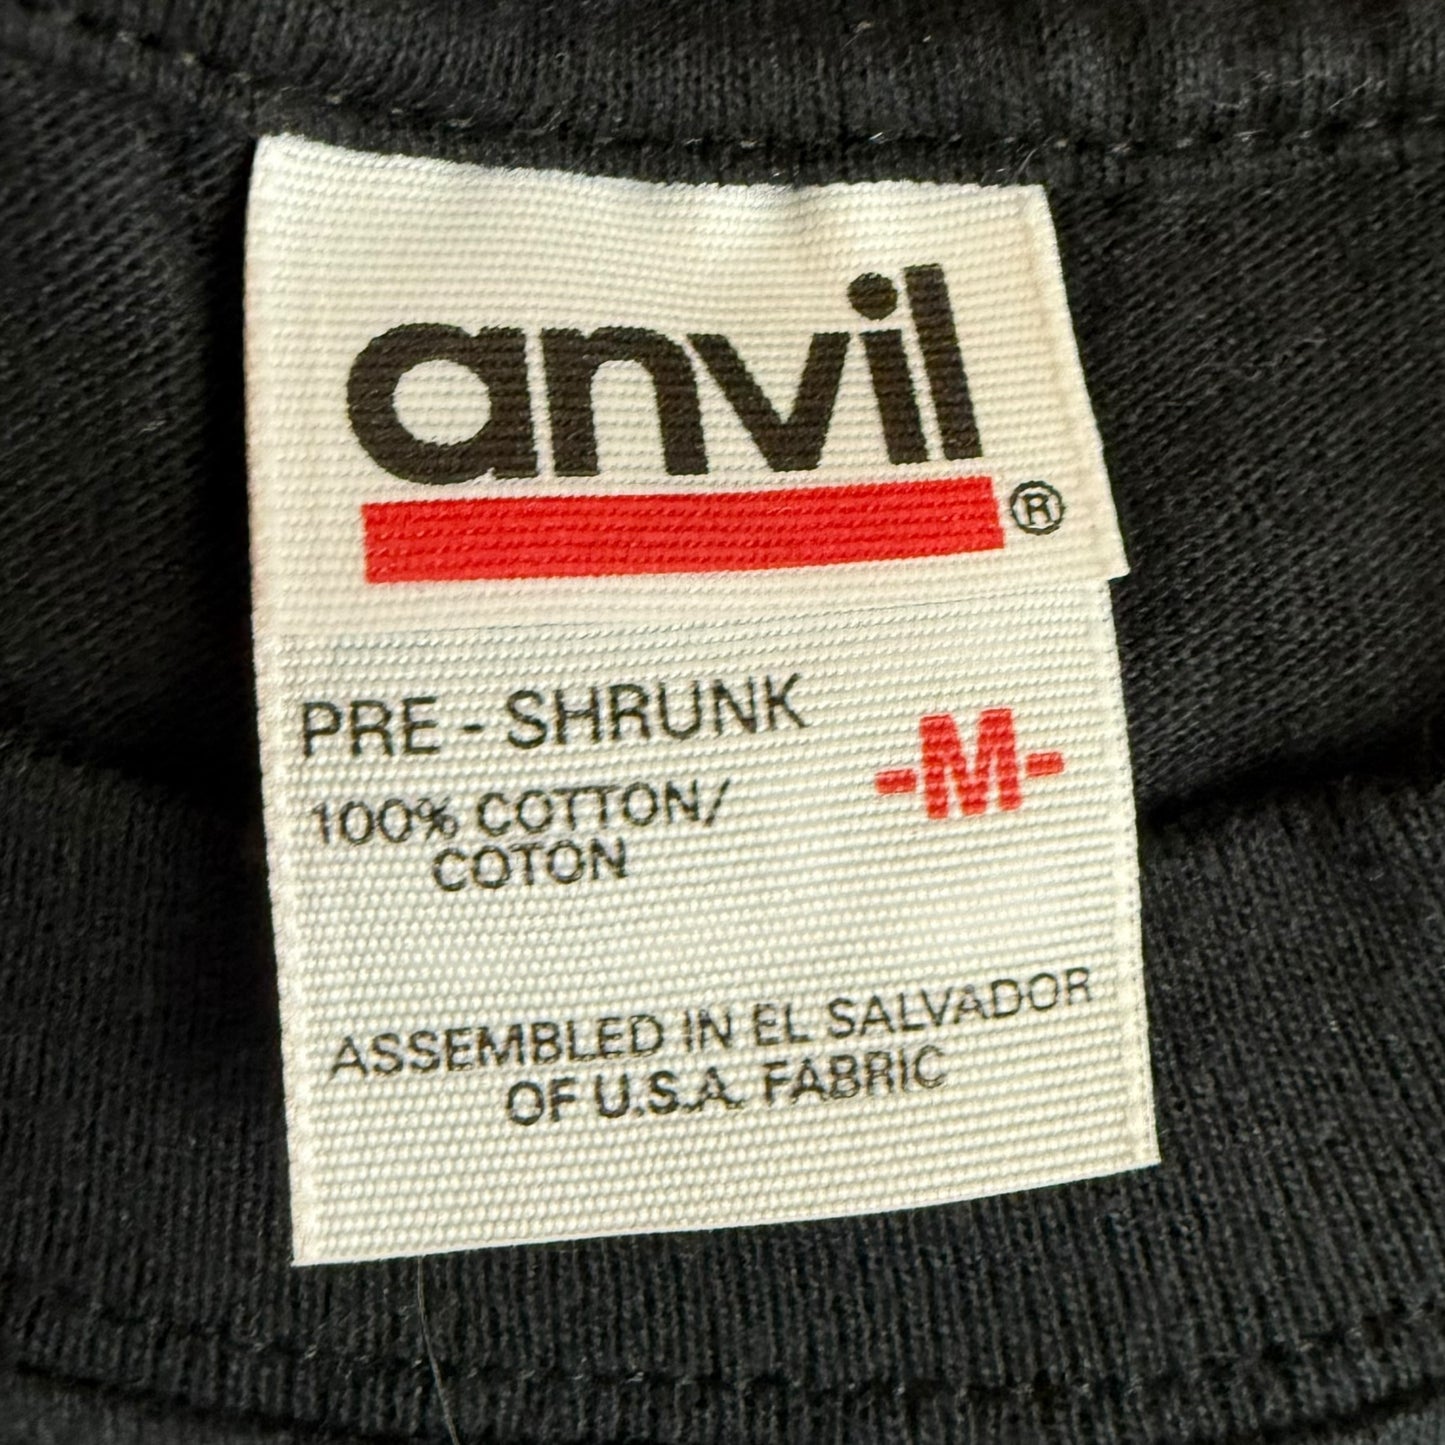 anvil®
PRE - SHRUNK
-M-
100% COTTON/
COTON
ASSEMBLED IN EL SALVADOR
OF U.S.A. FABRIC